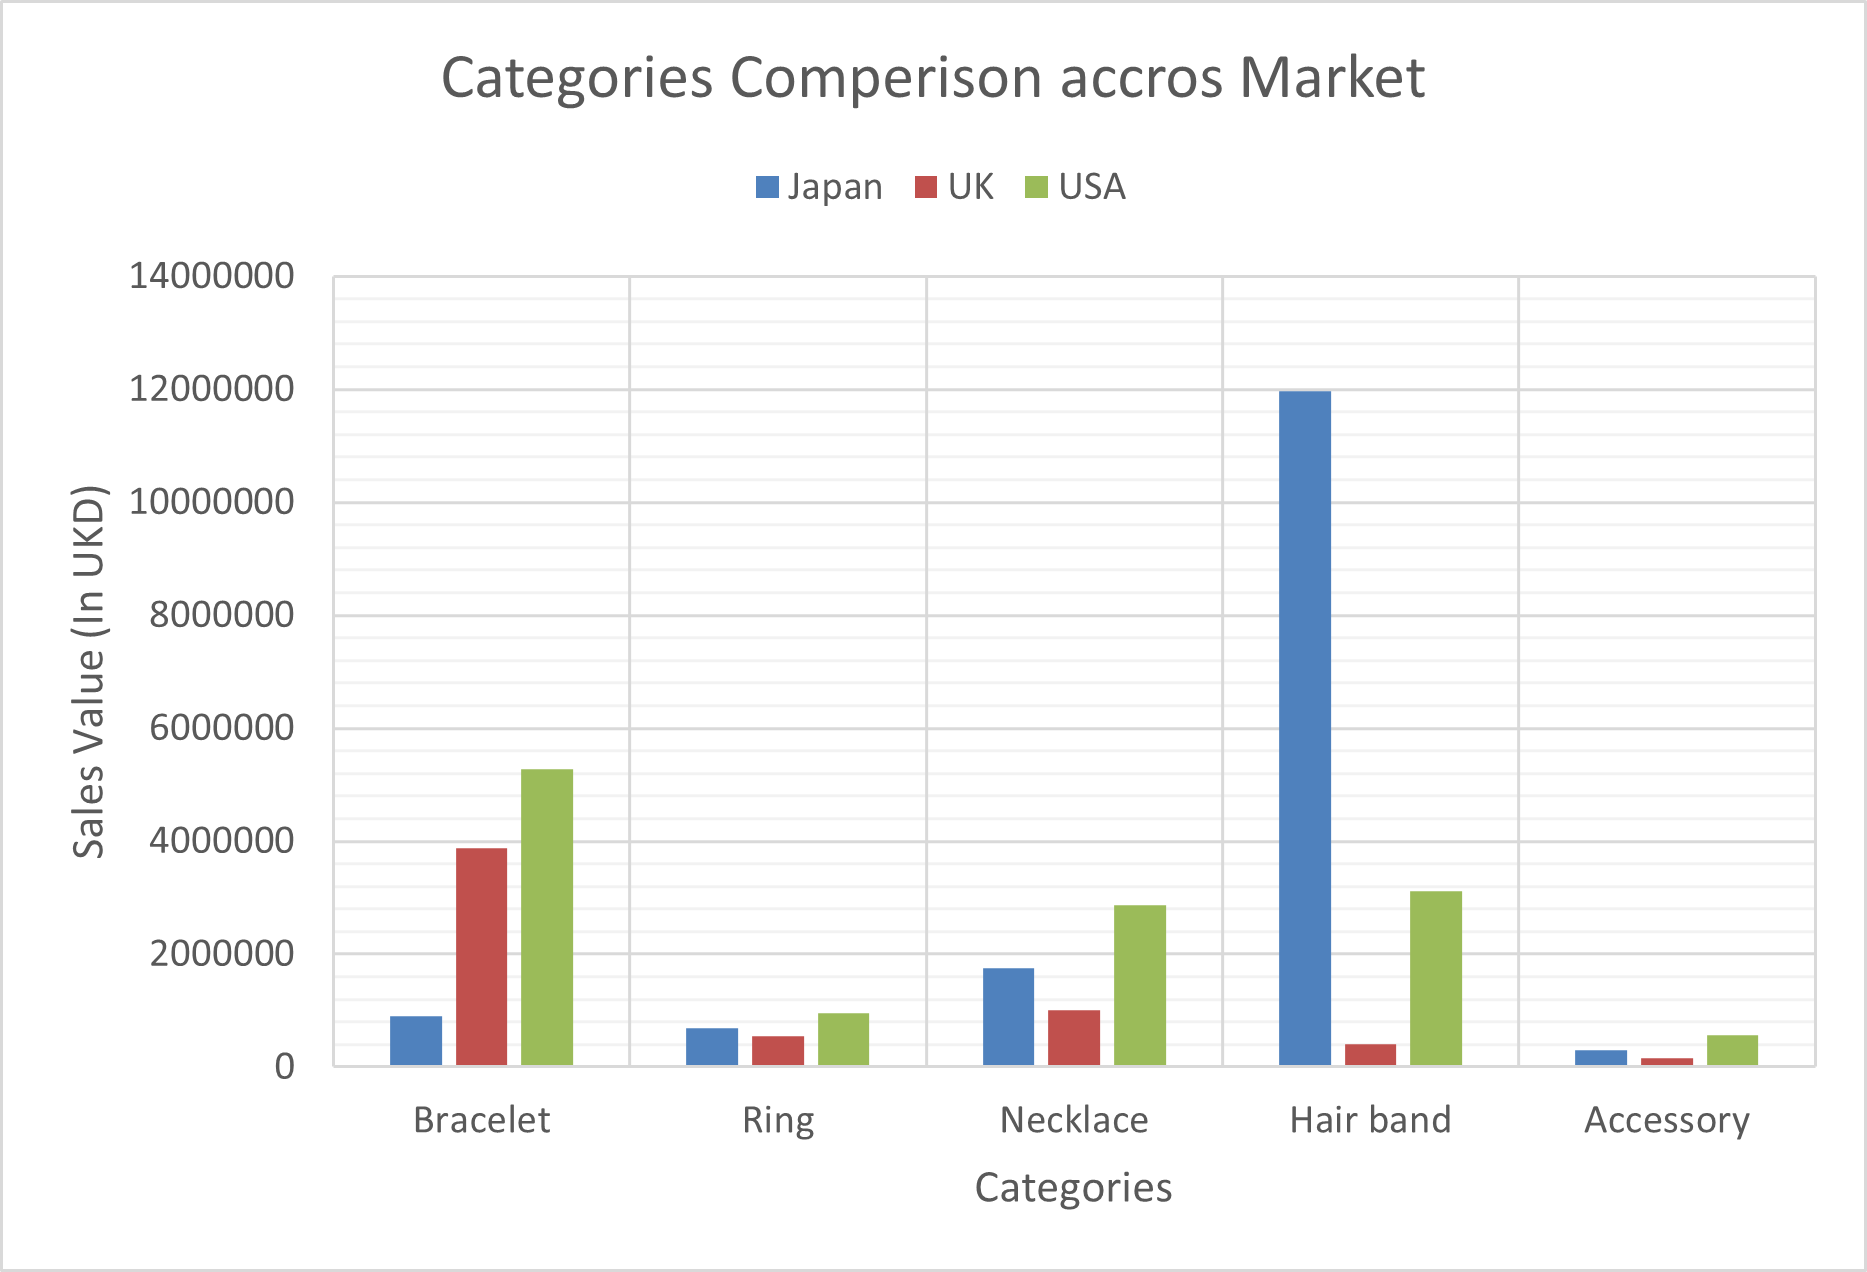 Categories Comperison accros Market
Japan UK USA
14000000
12000000
10000000
8000000
6000000
4000000
2000000
0
Sales Value (In UKD)
Bracelet Ring Necklace Hair band Accessory
Categories